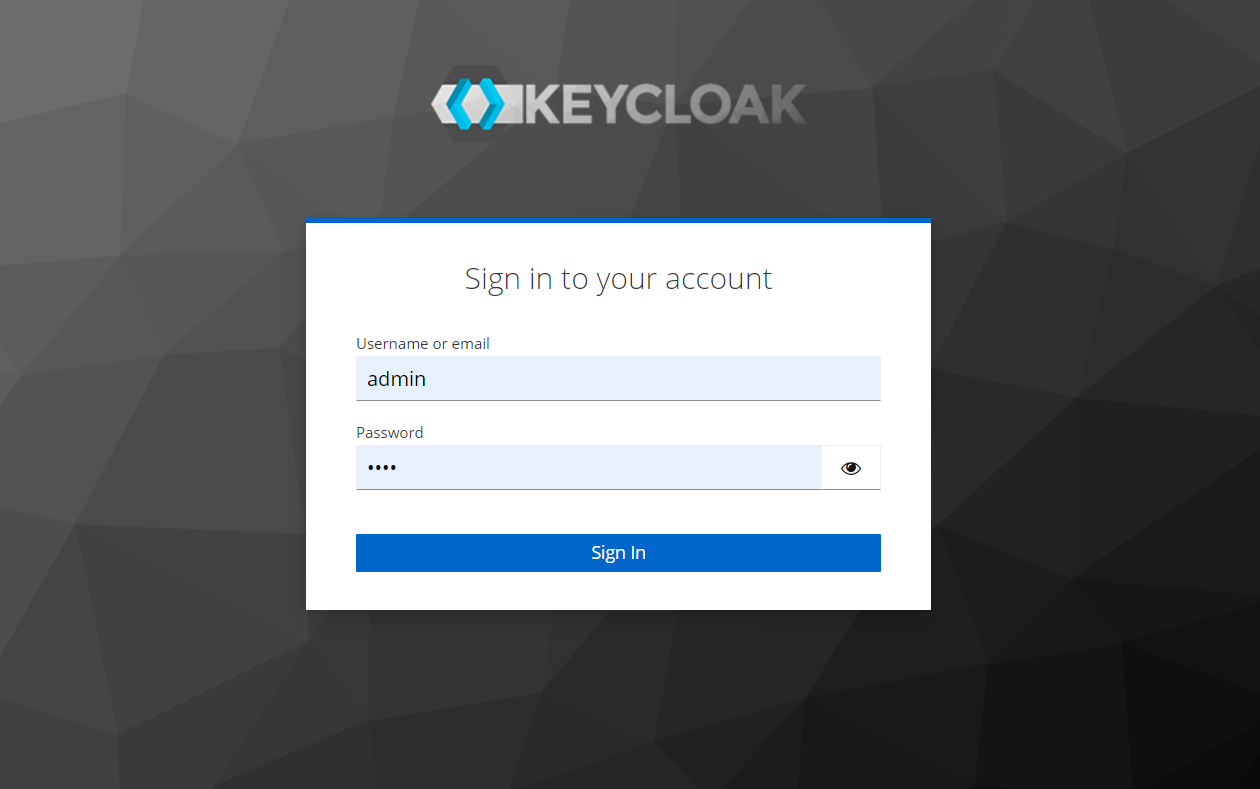 KEYCLOAK
Sign in to your account
Username or email
admin
Password
••••
Sign In